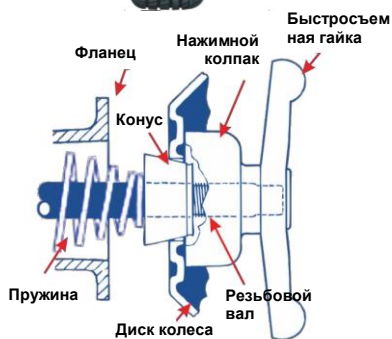 Быстросъем
ная гайка
Нажимной
колпак
Фланец
Конус
Пружина
Резьбовой
вал
Диск колеса